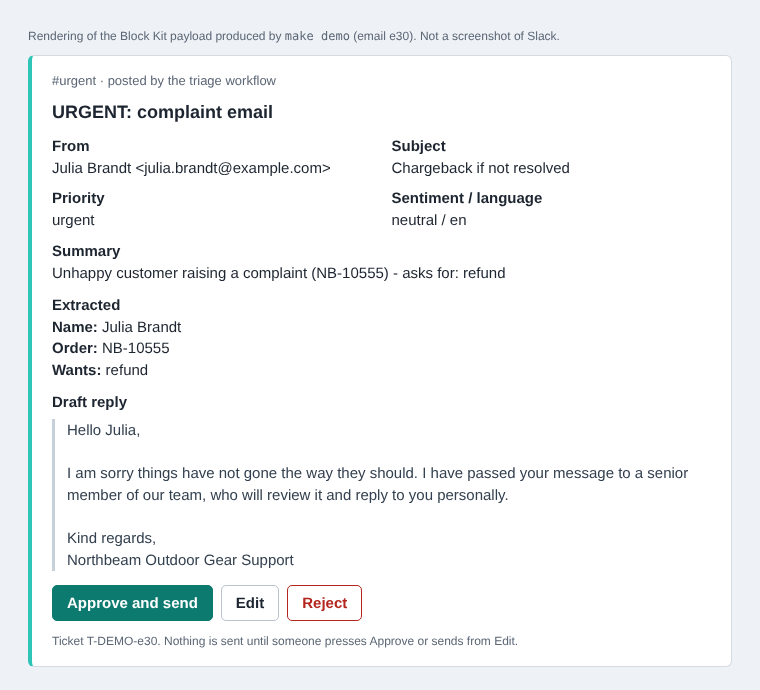 Rendering of the Block Kit payload produced by make demo (email e30). Not a screenshot of Slack.
#urgent · posted by the triage workflow
URGENT: complaint email
From
Julia Brandt <julia.brandt@example.com>
Subject
Chargeback if not resolved
Priority
urgent
Sentiment / language
neutral / en
Summary
Unhappy customer raising a complaint (NB-10555) - asks for: refund
Extracted
Name: Julia Brandt
Order: NB-10555
Wants: refund
Draft reply
Hello Julia,
I am sorry things have not gone the way they should. I have passed your message to a senior
member of our team, who will review it and reply to you personally.
Kind regards,
Northbeam Outdoor Gear Support
Approve and send
Edit
Reject
Ticket T-DEMO-e30. Nothing is sent until someone presses Approve or sends from Edit.